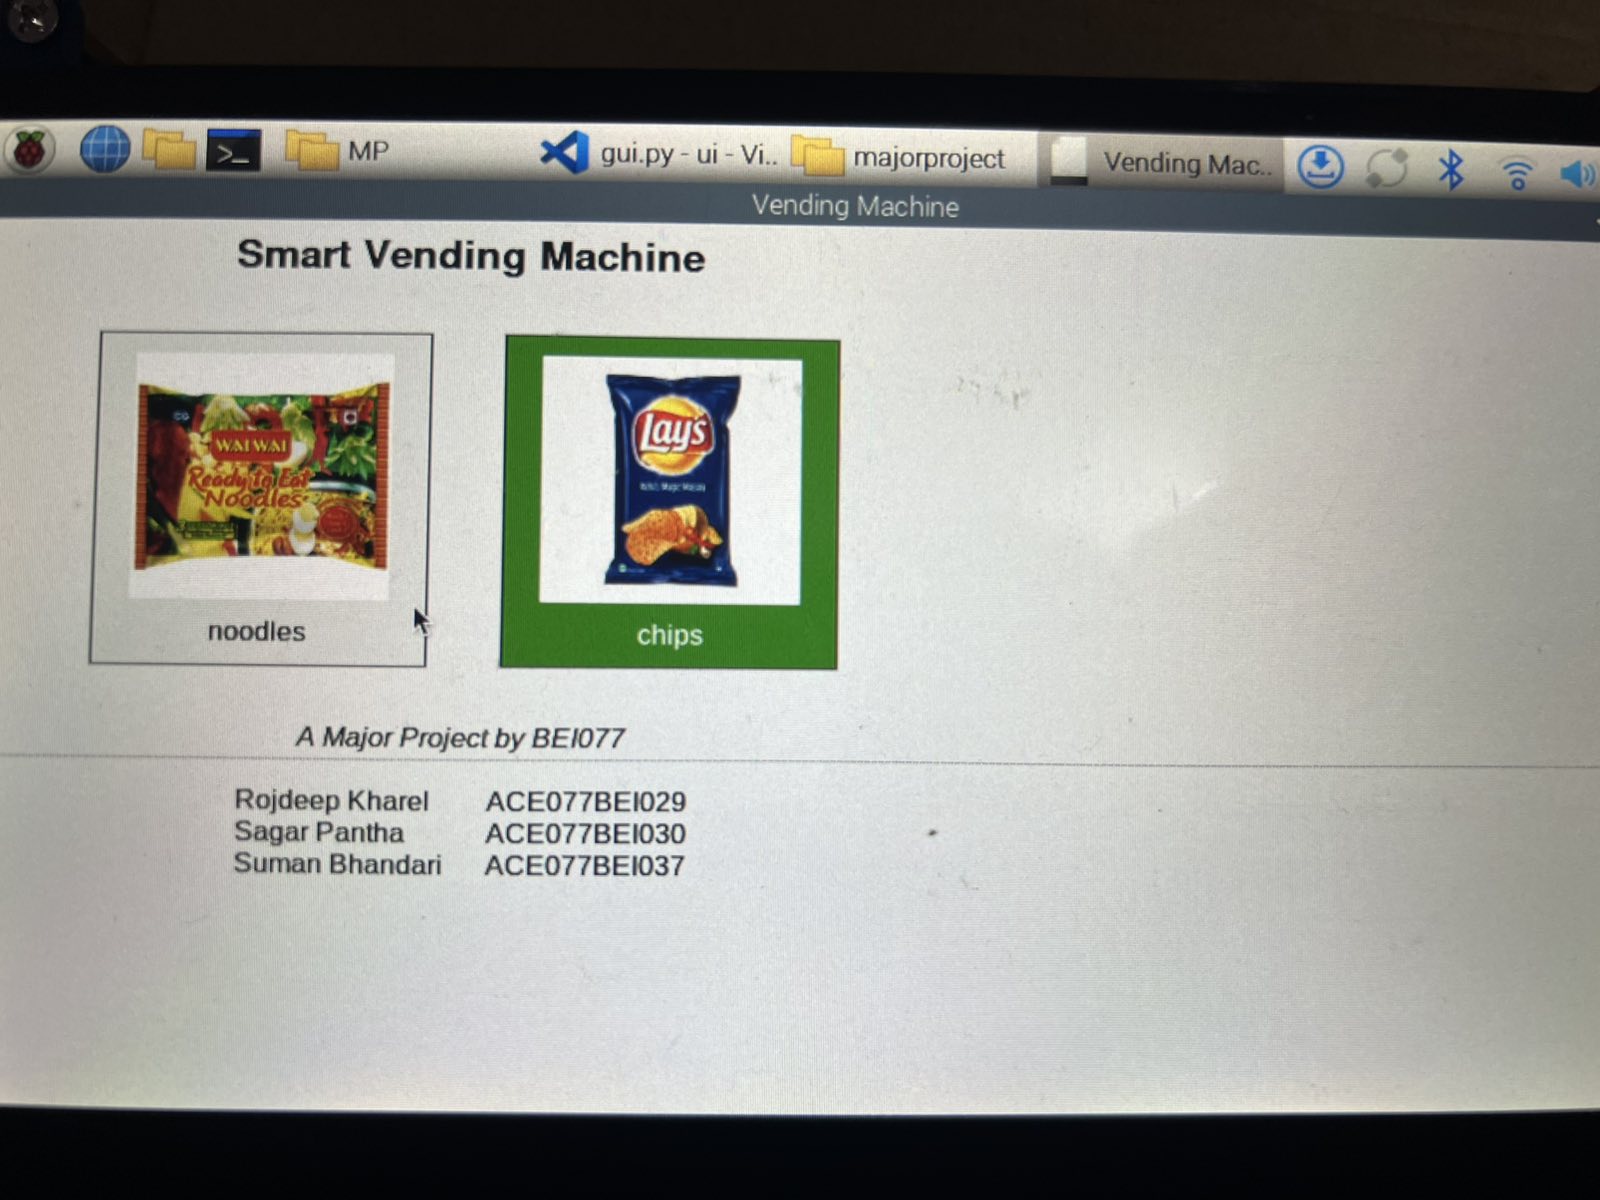 MP
gui.py - ui - Vi..
majorproject
Vending Mac..
Vending Machine
Smart Vending Machine
CG
WAI WAI
Ready to Eat
Noodles
Lay's
noodles
chips
A Major Project by BEI077
Rojdeep Kharel ACE077BEI029
Sagar Pantha ACE077BEI030
Suman Bhandari ACE077BEI037